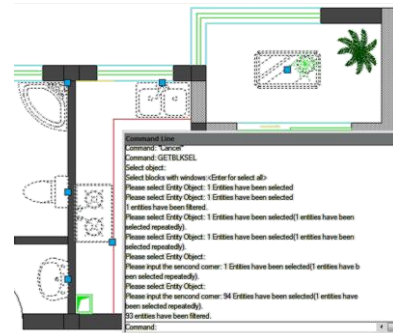 Command Line
Command: *Cancel*
Command: GETBLKSEL
Select object:
Select blocks with windows:<Enter for select all>
Please select Entity Object: 1 Entities have been selected
Please select Entity Object: 1 Entities have been selected
1 entities have been filtered.
Please select Entity Object: 1 Entities have been selected(1 entities have been
selected repeatedly).
Please select Entity Object: 1 Entities have been selected(1 entities have been
selected repeatedly).
Please select Entity Object:
Please input the sencond corner: 1 Entities have been selected(1 entities have b
een selected repeatedly).
Please select Entity Object:
Please input the sencond corner: 94 Entities have been selected(1 entities have
been selected repeatedly).
93 entities have been filtered.
Command: